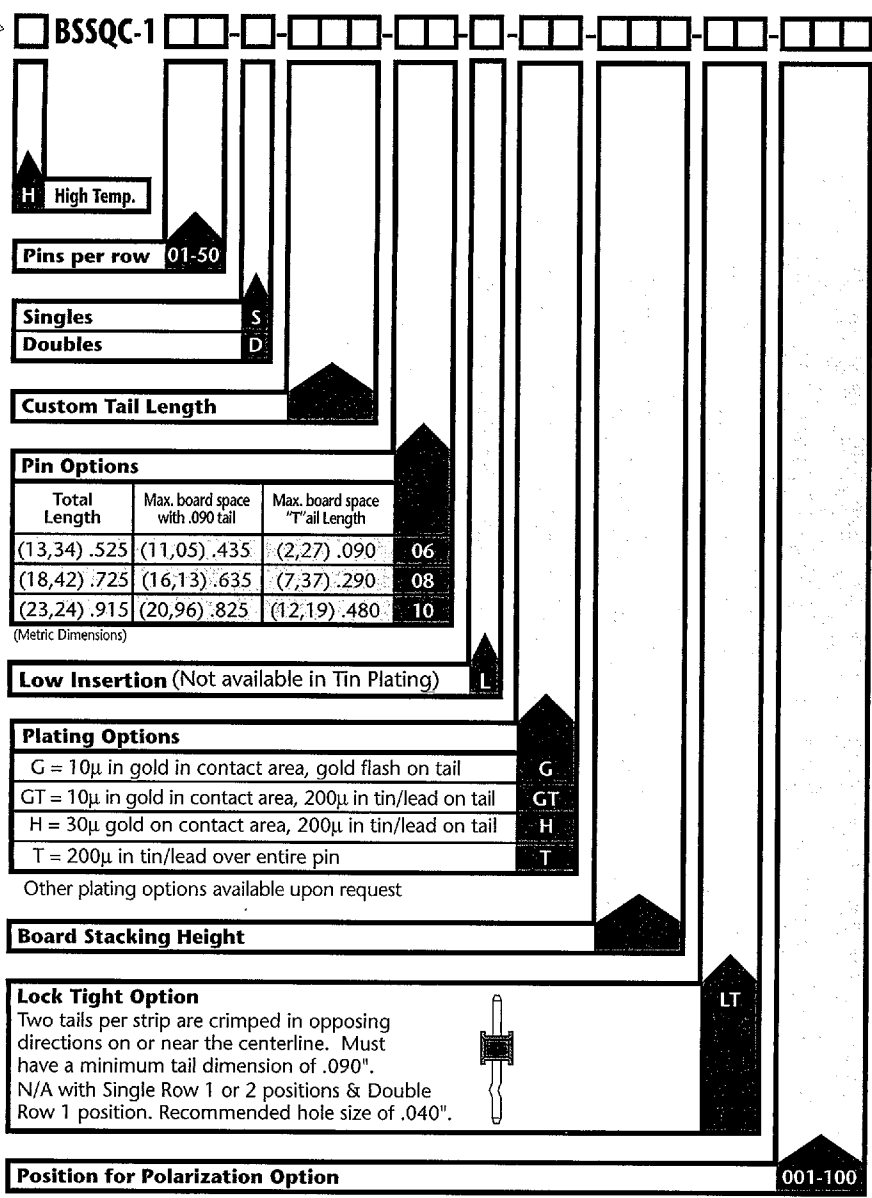 BSSQC-1 - - - - - - - -
H High Temp.
Pins per row 01-50
Singles S
Doubles D
Custom Tail Length
Pin Options
Total Length Max. board space with .090 tail Max. board space "T"ail Length
(13,34) .525 (11,05) .435 (2,27) .090 06
(18,42) .725 (16,13) .635 (7,37) .290 08
(23,24) .915 (20,96) .825 (12,19) .480 10
(Metric Dimensions)
Low Insertion (Not available in Tin Plating) L
Plating Options
G = 10µ in gold in contact area, gold flash on tail G
GT = 10µ in gold in contact area, 200µ in tin/lead on tail GT
H = 30µ gold on contact area, 200µ in tin/lead on tail H
T = 200µ in tin/lead over entire pin T
Other plating options available upon request
Board Stacking Height
Lock Tight Option LT
Two tails per strip are crimped in opposing
directions on or near the centerline. Must
have a minimum tail dimension of .090".
N/A with Single Row 1 or 2 positions & Double
Row 1 position. Recommended hole size of .040".
Position for Polarization Option 001-100